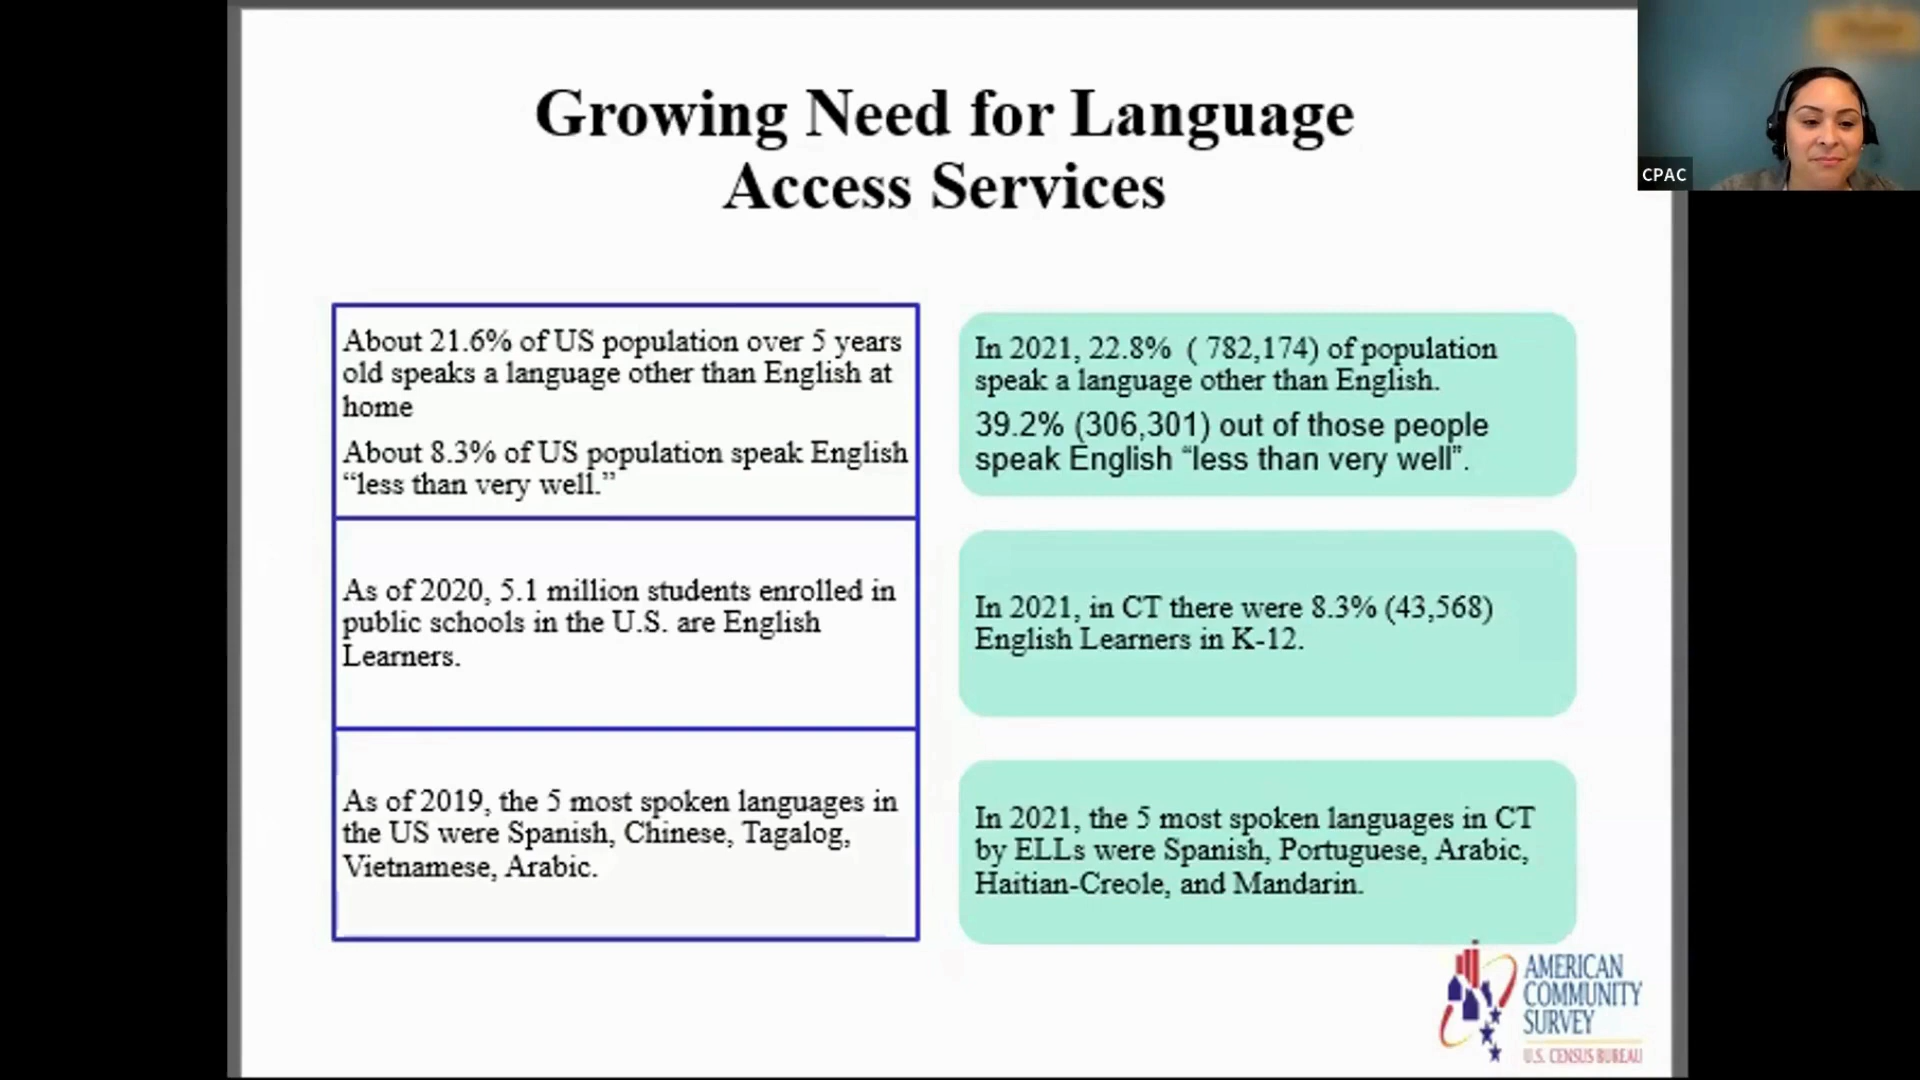 Growing Need for Language
Access Services
CPAC
About 21.6% of US population over 5 years
old speaks a language other than English at
home
About 8.3% of US population speak English
“less than very well.”
As of 2020, 5.1 million students enrolled in
public schools in the U.S. are English
Learners.
As of 2019, the 5 most spoken languages in
the US were Spanish, Chinese, Tagalog,
Vietnamese, Arabic.
In 2021, 22.8% ( 782,174) of population
speak a language other than English.
39.2% (306,301) out of those people
speak English “less than very well”.
In 2021, in CT there were 8.3% (43,568)
English Learners in K-12.
In 2021, the 5 most spoken languages in CT
by ELLs were Spanish, Portuguese, Arabic,
Haitian-Creole, and Mandarin.
AMERICAN
COMMUNITY
SURVEY
U.S. CENSUS BUREAU